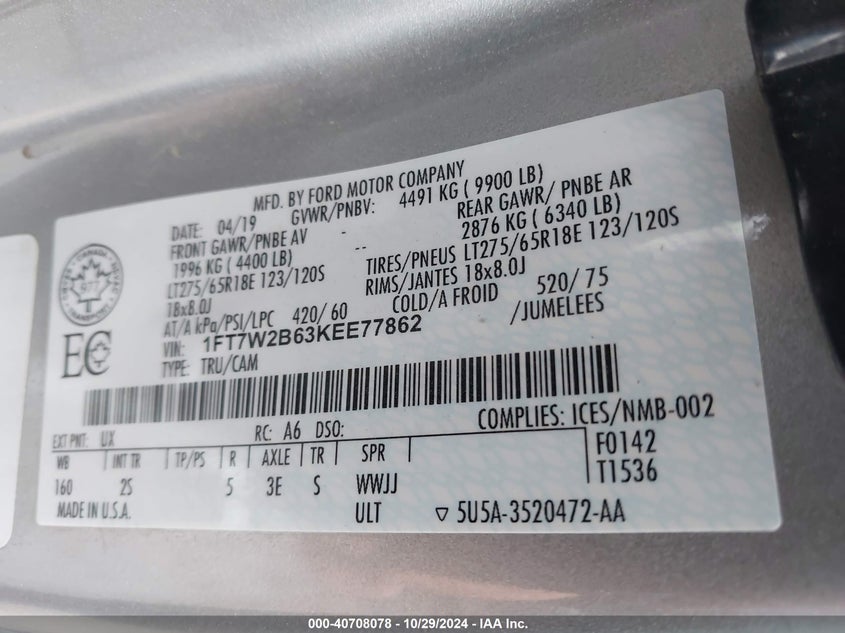 MFD. BY FORD MOTOR COMPANY
DATE: 04/19 GVWR/PNBV: 4491 KG ( 9900 LB)
FRONT GAWR/PNBE AV - REAR GAWR/ PNBE AR
1996 KG ( 4400 LB) -- 2876 KG ( 6340 LB)
LT275/65R18E 123/120S TIRES/PNEUS LT275/65R18E 123/120S
18x8.0J RIMS/JANTES 18x8.0J
AT/A kPa/PSI/LPC 420/ 60 COLD/A FROID 520/ 75
VIN: 1FT7W2B63KEE77862 /JUMELEES
TYPE: TRU/CAM
CANADA
977
TRANSPORT
EC
COMPLIES: ICES/NMB-002
EXT PNT: UX RC: A6 DSO: F0142
WB INT TR TP/PS R AXLE TR SPR T1536
160 2S 5 3E S WWJJ
MADE IN U.S.A. ULT ▽ 5U5A-3520472-AA
000-40708078 - 10/29/2024 - IAA Inc.